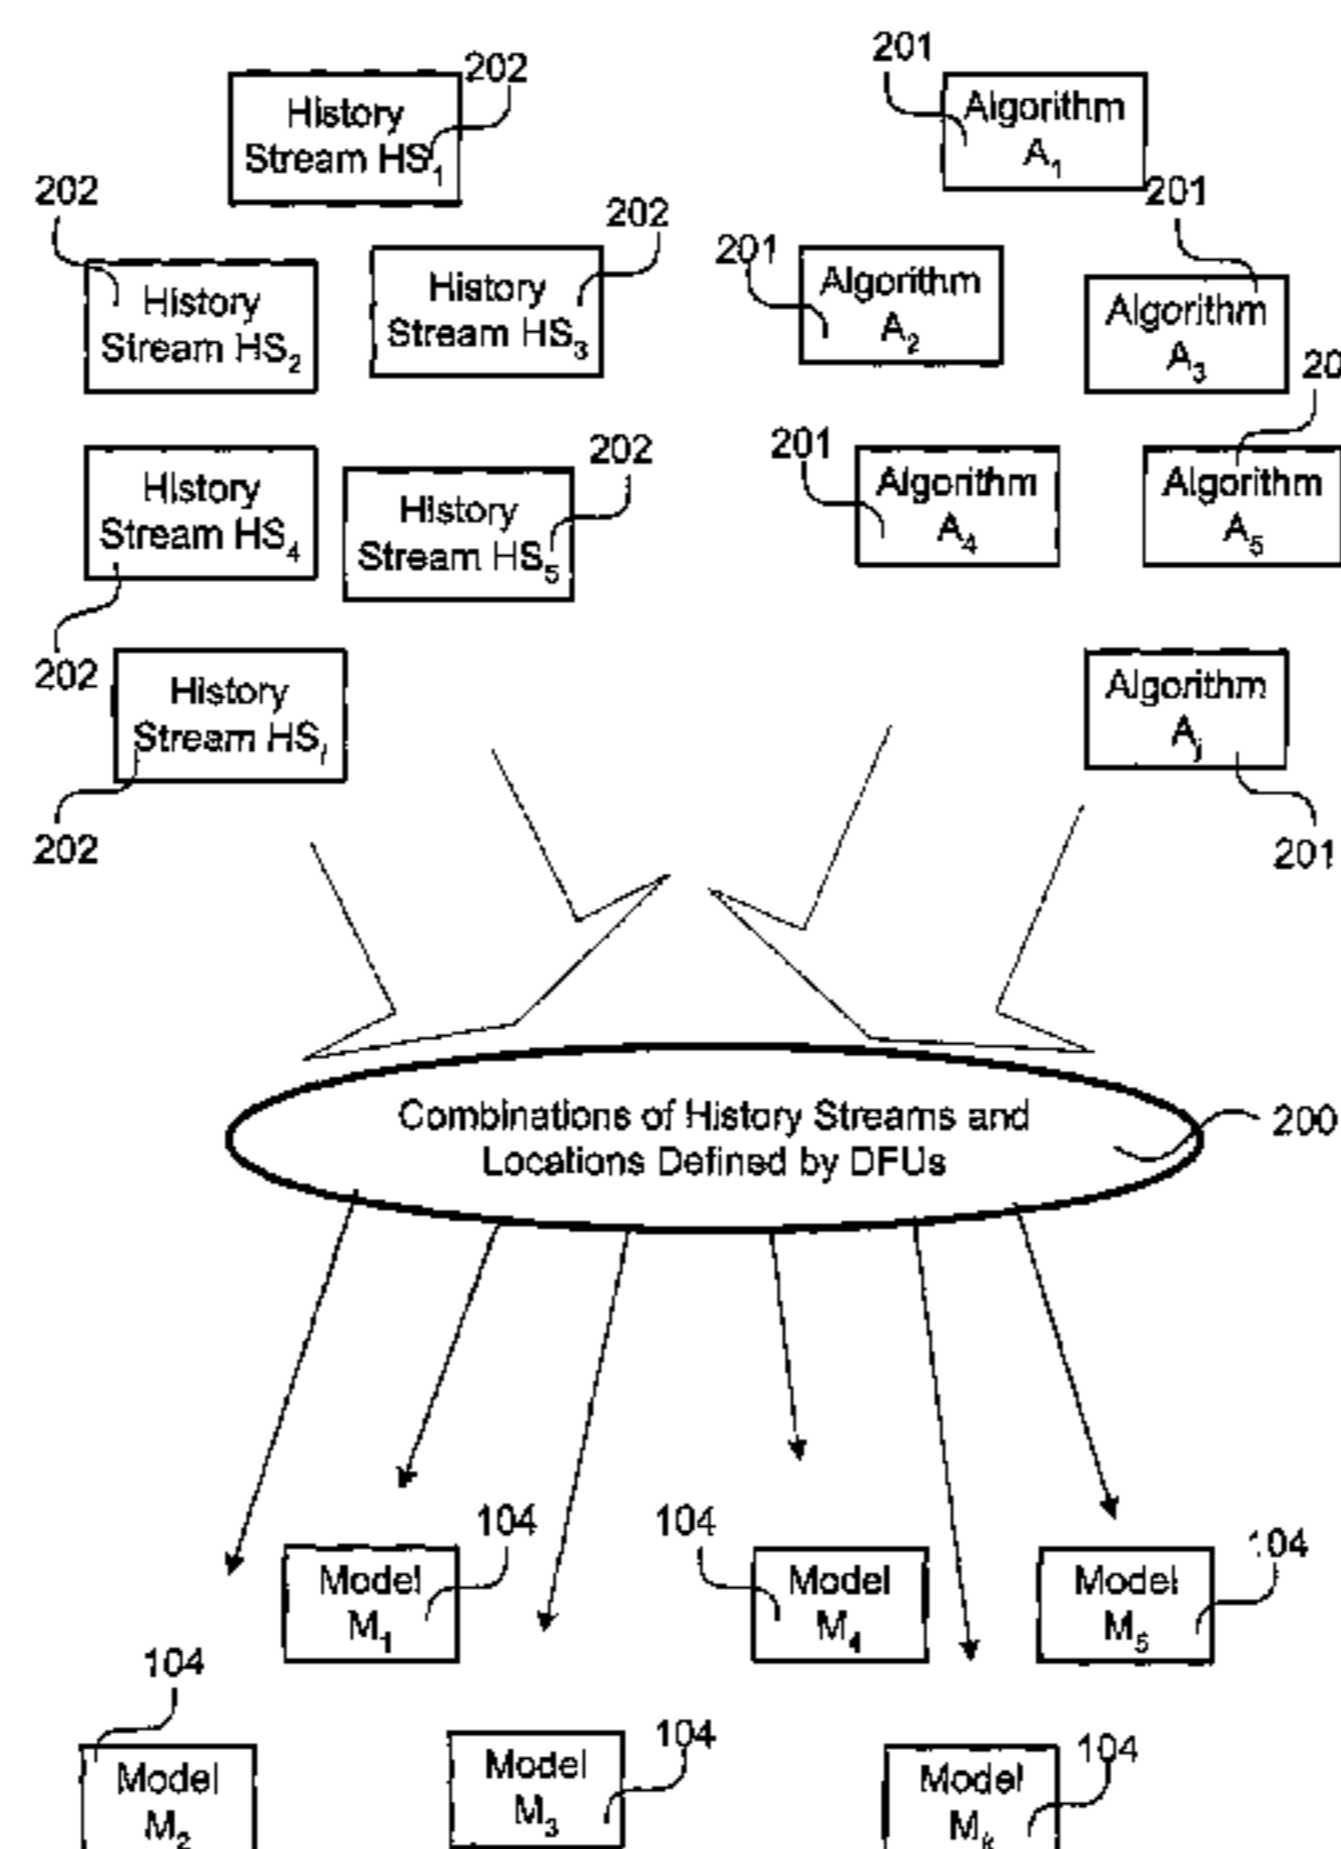 202
History
Stream HS1
201
Algorithm
A1
202
History
Stream HS2
202
History
Stream HS3
201
Algorithm
A2
201
Algorithm
A3
History
Stream HS4
202
202
History
Stream HS5
201
Algorithm
A4
20
Algorithm
A5
History
Stream HSi
202
Algorithm
Aj
201
Combinations of History Streams and
Locations Defined by DFUs
200
104
Model
M1
104
Model
M4
104
Model
M5
104
Model
M2
104
Model
M3
104
Model
Mk